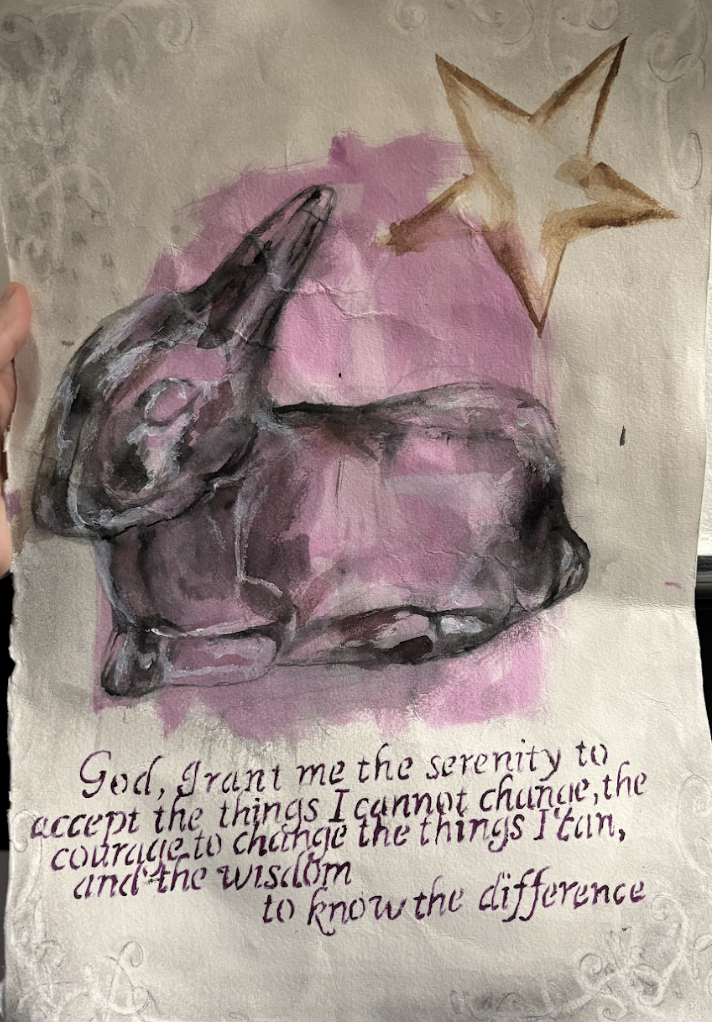 God, grant me the serenity to
accept the things I cannot change, the
courage to change the things I can,
and the wisdom
to know the difference